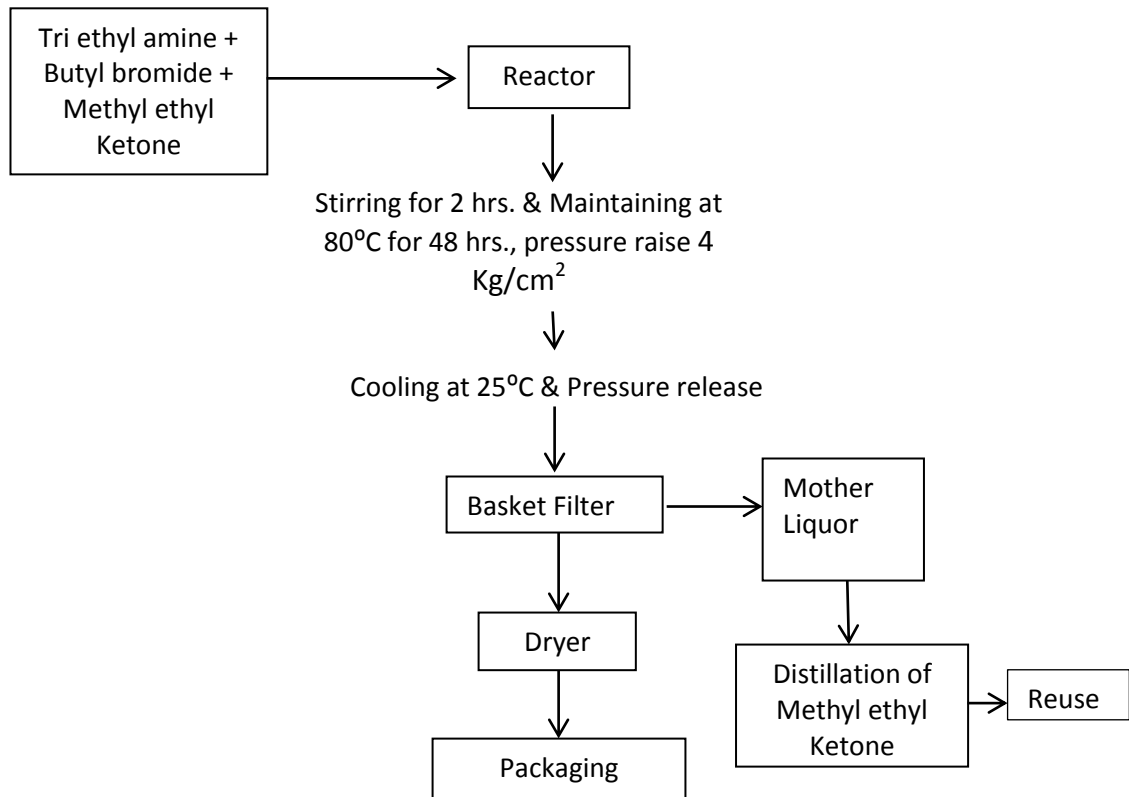 Tri ethyl amine +
Butyl bromide +
Methyl ethyl
Ketone
Reactor
Stirring for 2 hrs. & Maintaining at
80⁰C for 48 hrs., pressure raise 4
Kg/cm²
Cooling at 25⁰C & Pressure release
Basket Filter
Mother
Liquor
Dryer
Distillation of
Methyl ethyl
Ketone
Reuse
Packaging